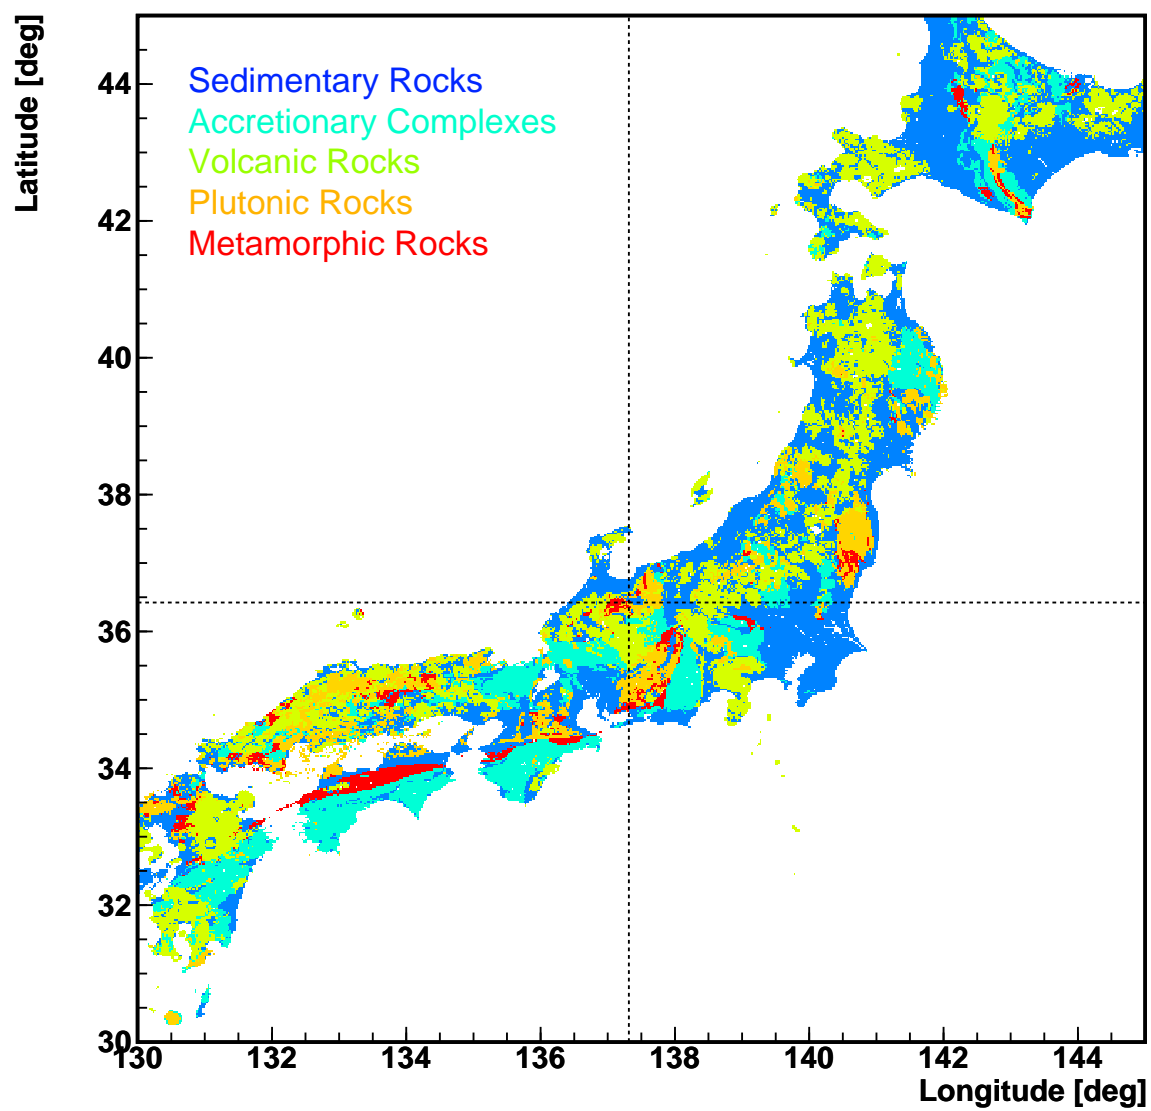 Latitude [deg]
Sedimentary Rocks
Accretionary Complexes
Volcanic Rocks
Plutonic Rocks
Metamorphic Rocks
44
42
40
38
36
34
32
30
130 132 134 136 138 140 142 144
Longitude [deg]